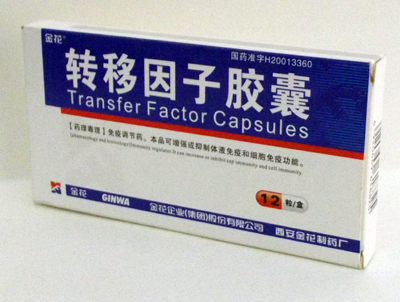 金花
国药准字H20013360
转移因子胶囊
Transfer Factor Capsules
【药理毒理】免疫调节药。本品可增强或抑制体液免疫和细胞免疫功能。
[pharmacology and toxicology] Immunity regulator. It can increase or inhibit cap immunity and cell immunity.
12粒/盒
金花 GINWA 金花企业(集团)股份有限公司 西安金花制药厂